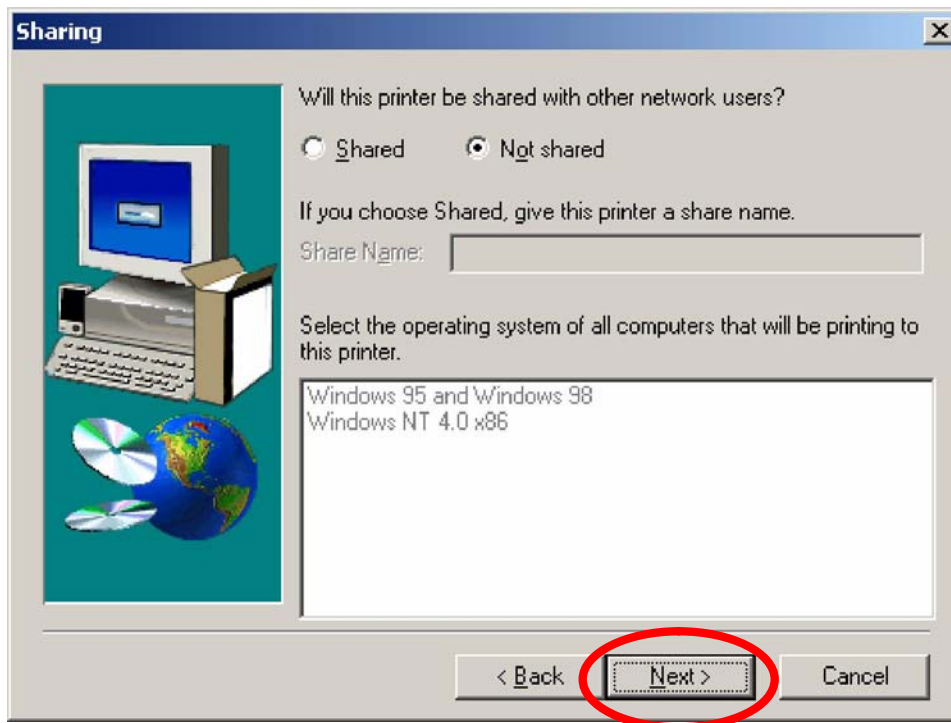 Sharing
Will this printer be shared with other network users?
Shared Not shared
If you choose Shared, give this printer a share name.
Share Name:
Select the operating system of all computers that will be printing to
this printer.
Windows 95 and Windows 98
Windows NT 4.0 x86
< Back Next > Cancel